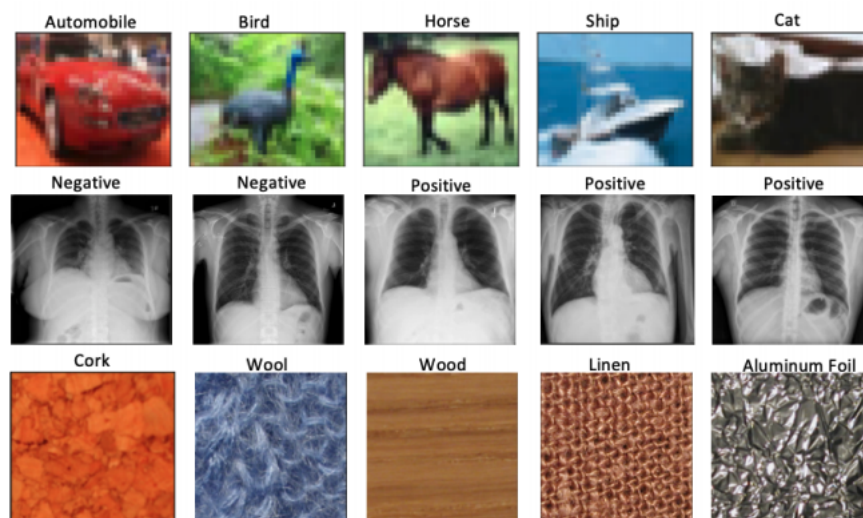 Automobile Bird Horse Ship Cat
Negative Negative Positive Positive Positive
Cork Wool Wood Linen Aluminum Foil